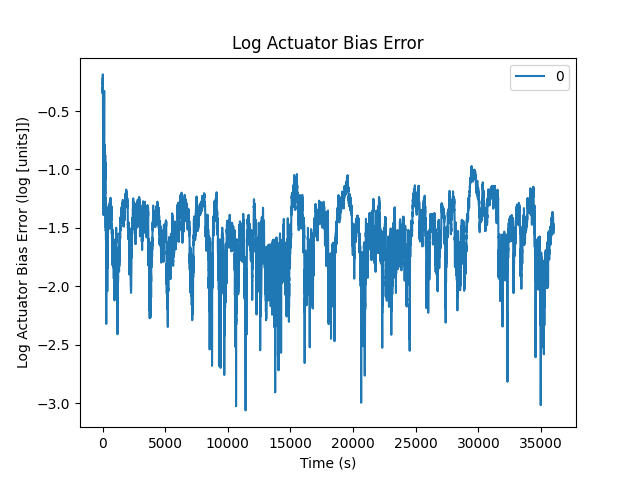 Log Actuator Bias Error
0
Log Actuator Bias Error (log [units]])
−0.5
−1.0
−1.5
−2.0
−2.5
−3.0
0 5000 10000 15000 20000 25000 30000 35000
Time (s)